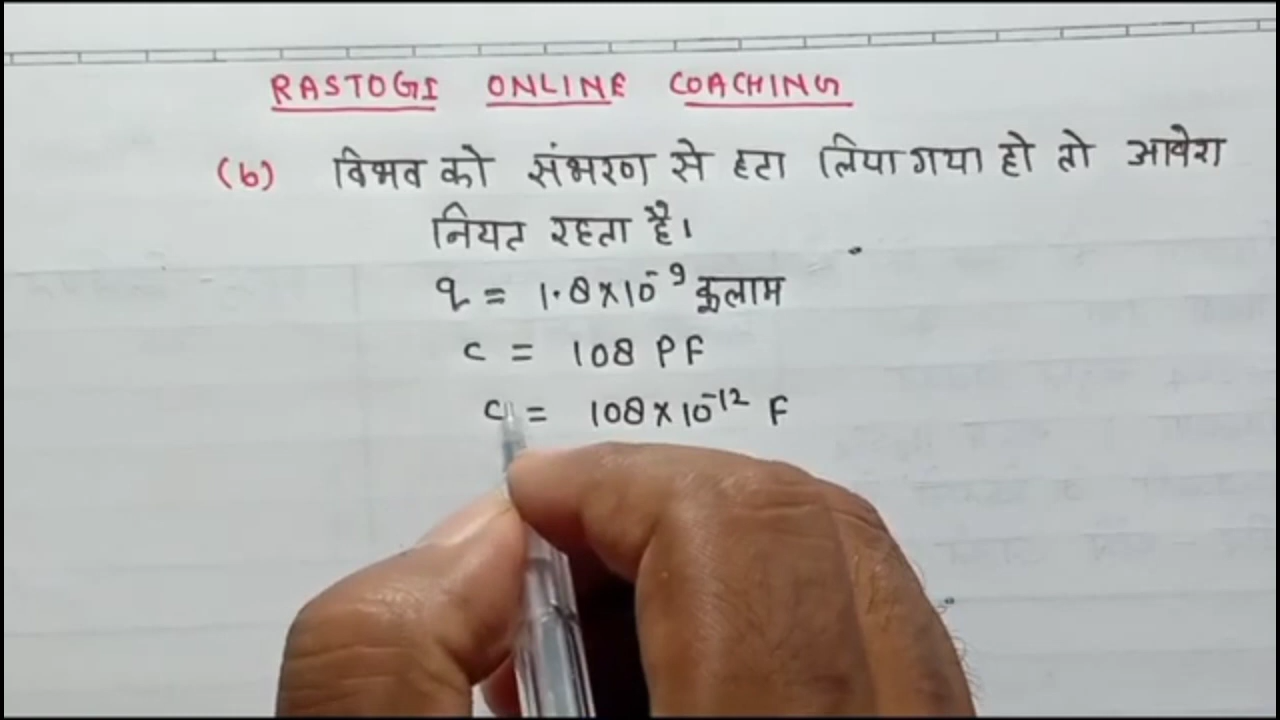 RASTOGI ONLINE COACHING
(b) विभव को संभरण से हटा लिया गया हो तो आवेश
नियत रहता है।
q = 1.8×10⁻⁹ कूलाम
c = 108 PF
c = 108×10⁻¹² F